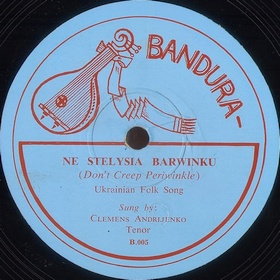 BANDURA-
NE STELYSIA BARWINKU
(Don't Creep Periwinkle)
Ukrainian Folk Song
Sung by:
CLEMENS ANDRIJENKO
Tenor
B.005